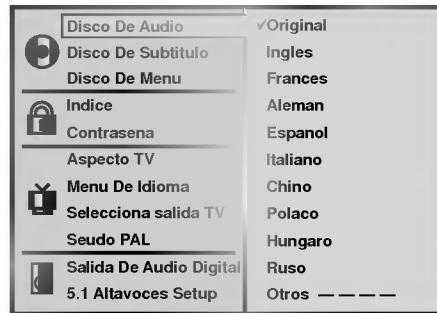 Disco De Audio
Disco De Subtitulo
Disco De Menu
Indice
Contrasena
Aspecto TV
Menu De Idioma
Selecciona salida TV
Seudo PAL
Salida De Audio Digital
5.1 Altavoces Setup
✓Original
Ingles
Frances
Aleman
Espanol
Italiano
Chino
Polaco
Hungaro
Ruso
Otros — — — —